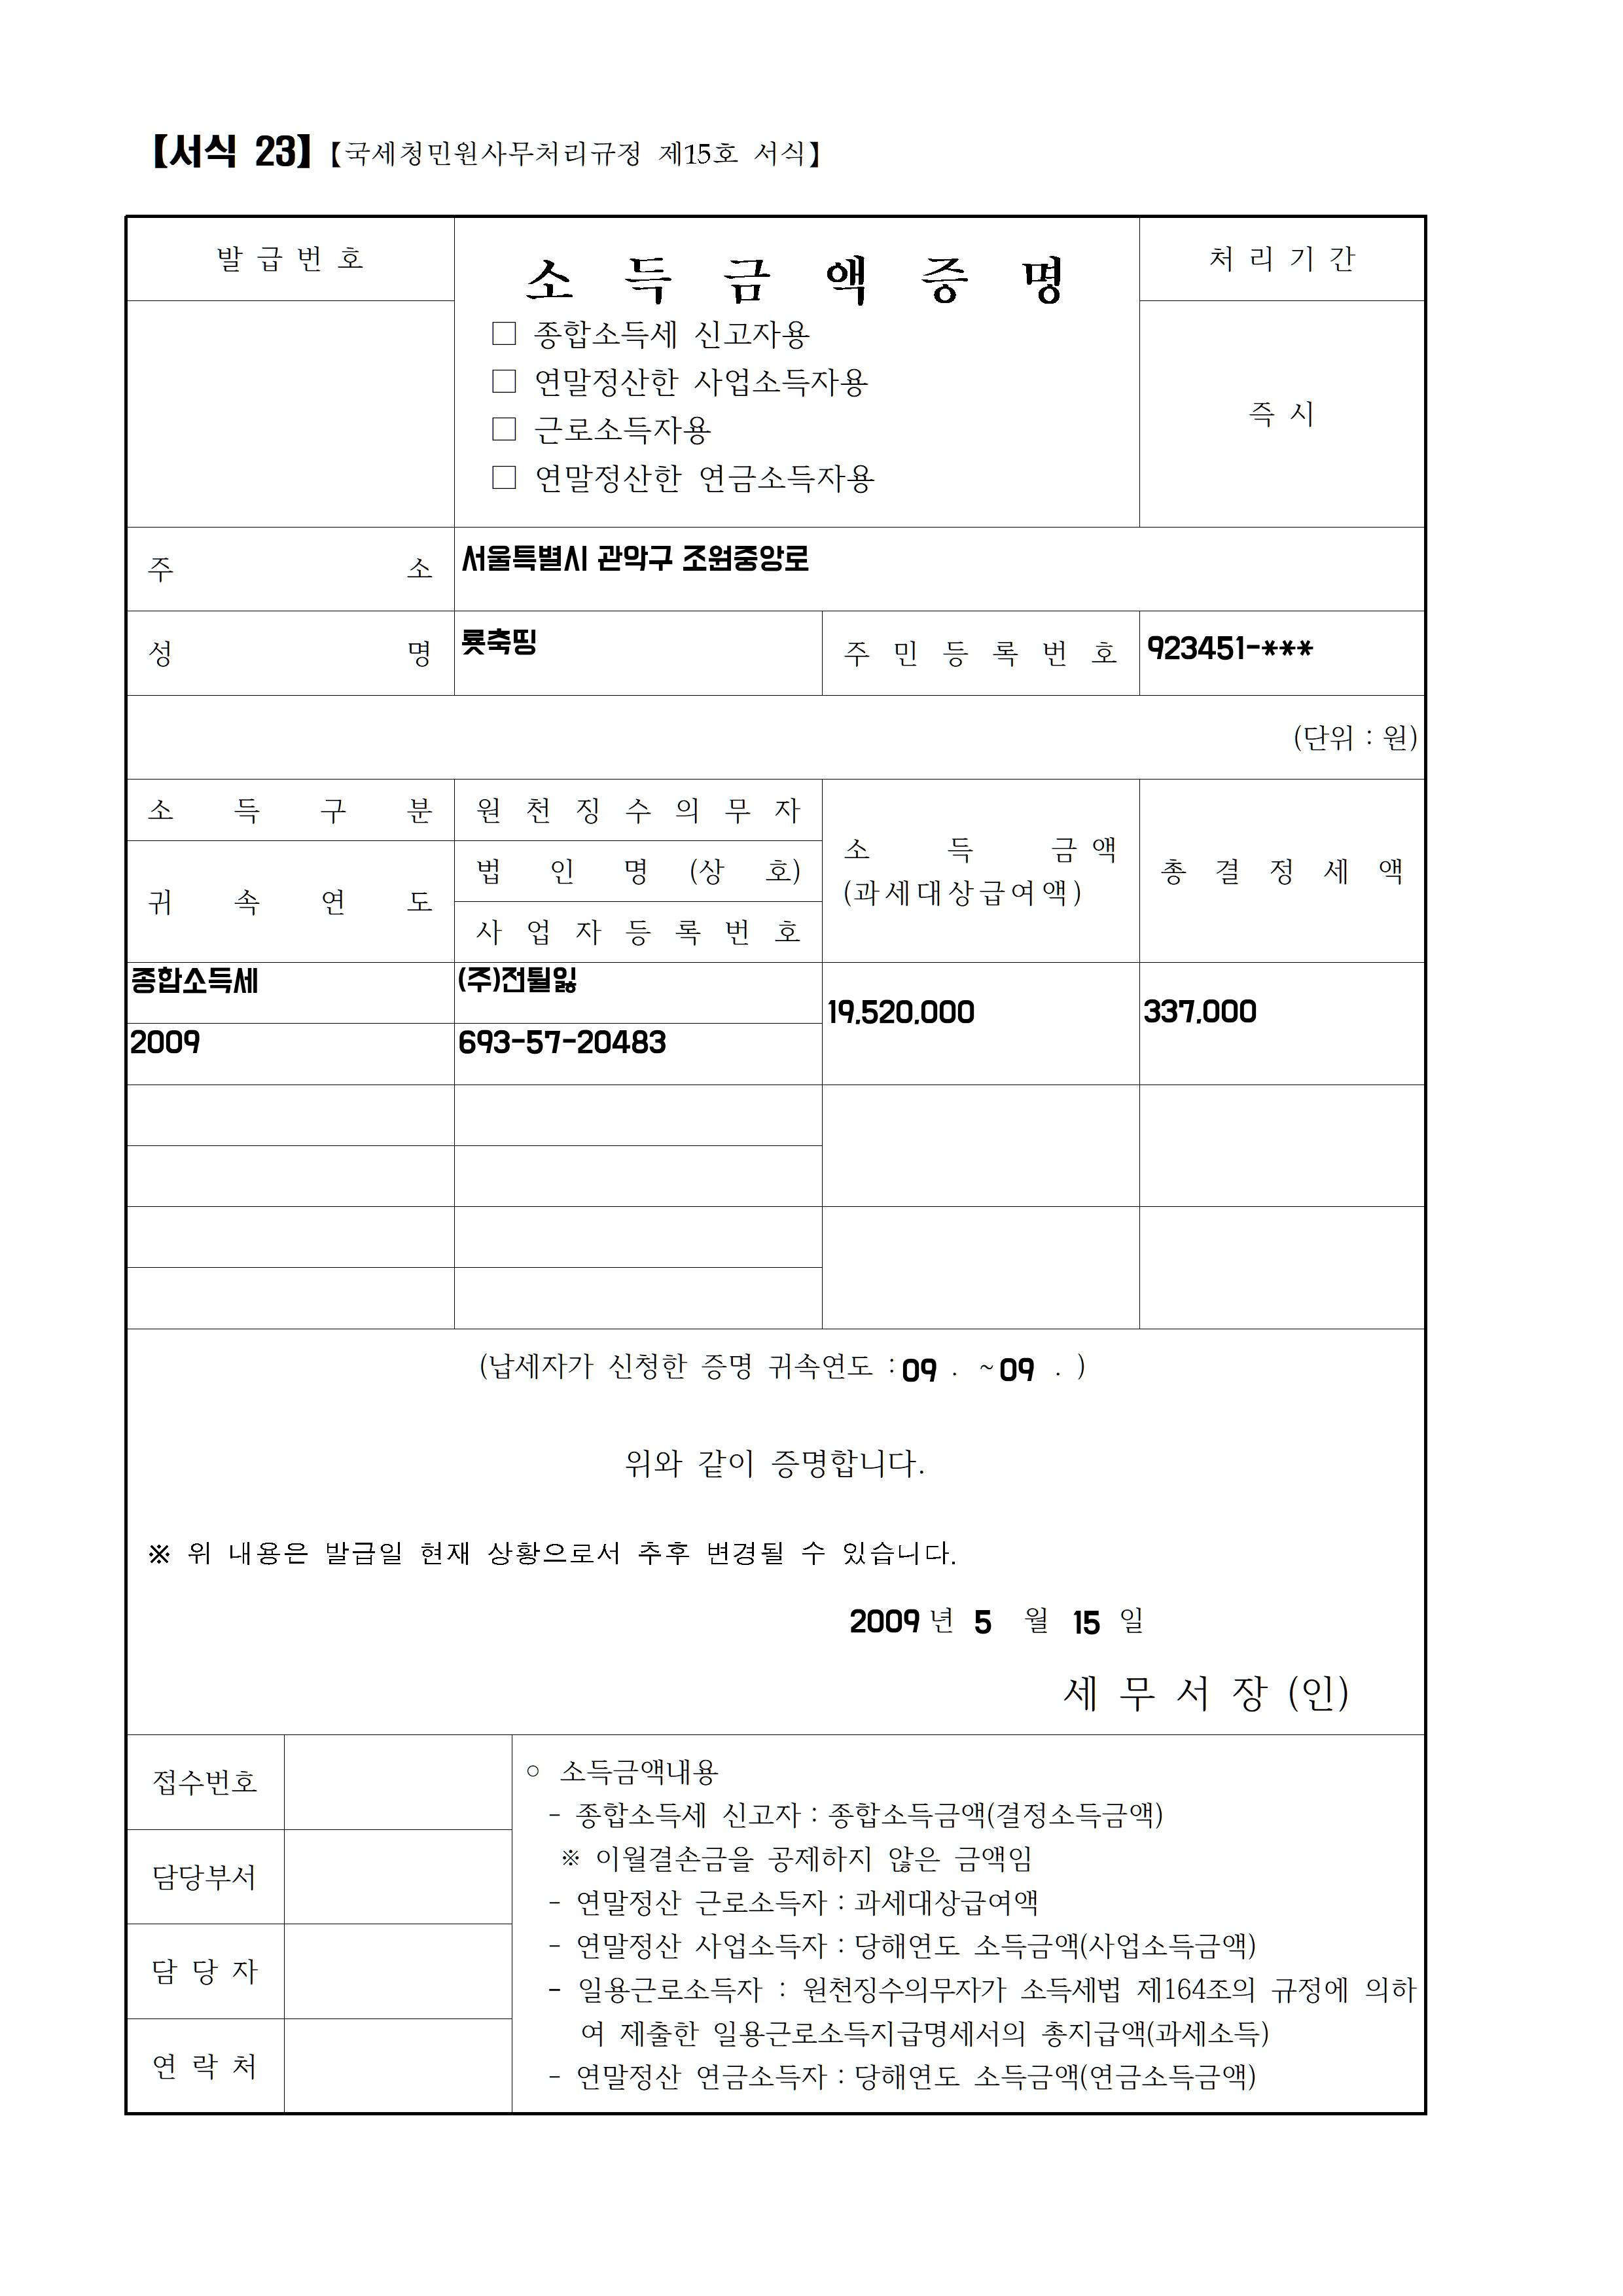 【서식 23】【국세청민원사무처리규정 제15호 서식】
발 급 번 호
소 득 금 액 증 명
처 리 기 간
□ 종합소득세 신고자용
□ 연말정산한 사업소득자용
□ 근로소득자용
□ 연말정산한 연금소득자용
즉 시
주 소 서울특별시 관악구 조원중앙로
성 명 룟축띵 주 민 등 록 번 호 923451-***
(단위 : 원)
소 득 구 분 원 천 징 수 의 무 자
귀 속 연 도
법 인 명 (상 호)
사 업 자 등 록 번 호
소 득 금 액
(과세대상급여액)
총 결 정 세 액
종합소득세 (주)전튈잃 19,520,000 337,000
2009 693-57-20483
(납세자가 신청한 증명 귀속연도 : 09 . ~ 09 . )
위와 같이 증명합니다.
※ 위 내용은 발급일 현재 상황으로서 추후 변경될 수 있습니다.
2009 년 5 월 15 일
세 무 서 장 (인)
접수번호
담당부서
담 당 자
연 락 처
○ 소득금액내용
- 종합소득세 신고자 : 종합소득금액(결정소득금액)
※ 이월결손금을 공제하지 않은 금액임
- 연말정산 근로소득자 : 과세대상급여액
- 연말정산 사업소득자 : 당해연도 소득금액(사업소득금액)
- 일용근로소득자 : 원천징수의무자가 소득세법 제164조의 규정에 의하
여 제출한 일용근로소득지급명세서의 총지급액(과세소득)
- 연말정산 연금소득자 : 당해연도 소득금액(연금소득금액)